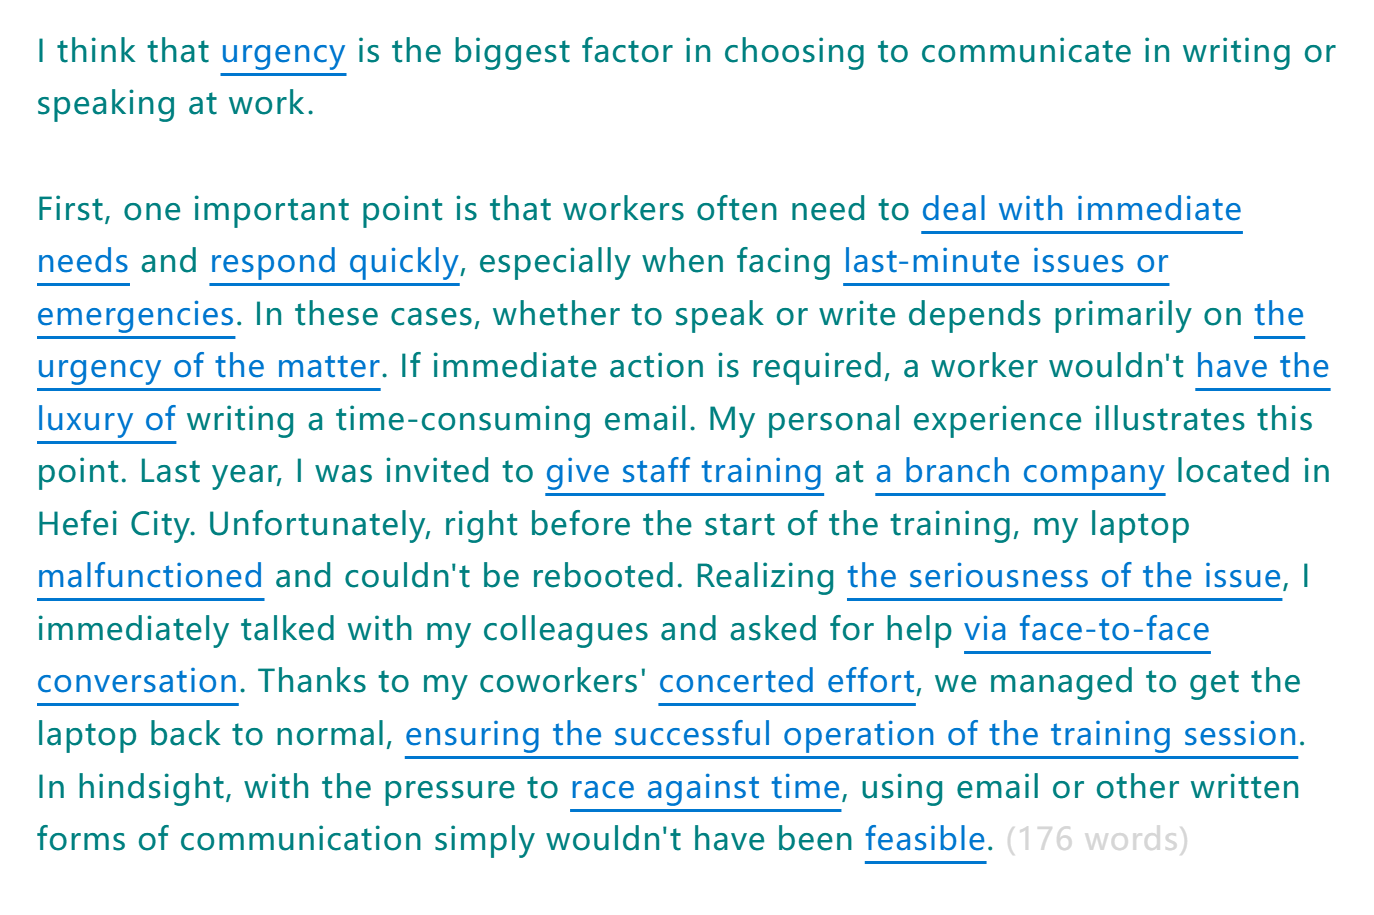 I think that urgency is the biggest factor in choosing to communicate in writing or
speaking at work.
First, one important point is that workers often need to deal with immediate
needs and respond quickly, especially when facing last-minute issues or
emergencies. In these cases, whether to speak or write depends primarily on the
urgency of the matter. If immediate action is required, a worker wouldn't have the
luxury of writing a time-consuming email. My personal experience illustrates this
point. Last year, I was invited to give staff training at a branch company located in
Hefei City. Unfortunately, right before the start of the training, my laptop
malfunctioned and couldn't be rebooted. Realizing the seriousness of the issue, I
immediately talked with my colleagues and asked for help via face-to-face
conversation. Thanks to my coworkers' concerted effort, we managed to get the
laptop back to normal, ensuring the successful operation of the training session.
In hindsight, with the pressure to race against time, using email or other written
forms of communication simply wouldn't have been feasible. (176 words)